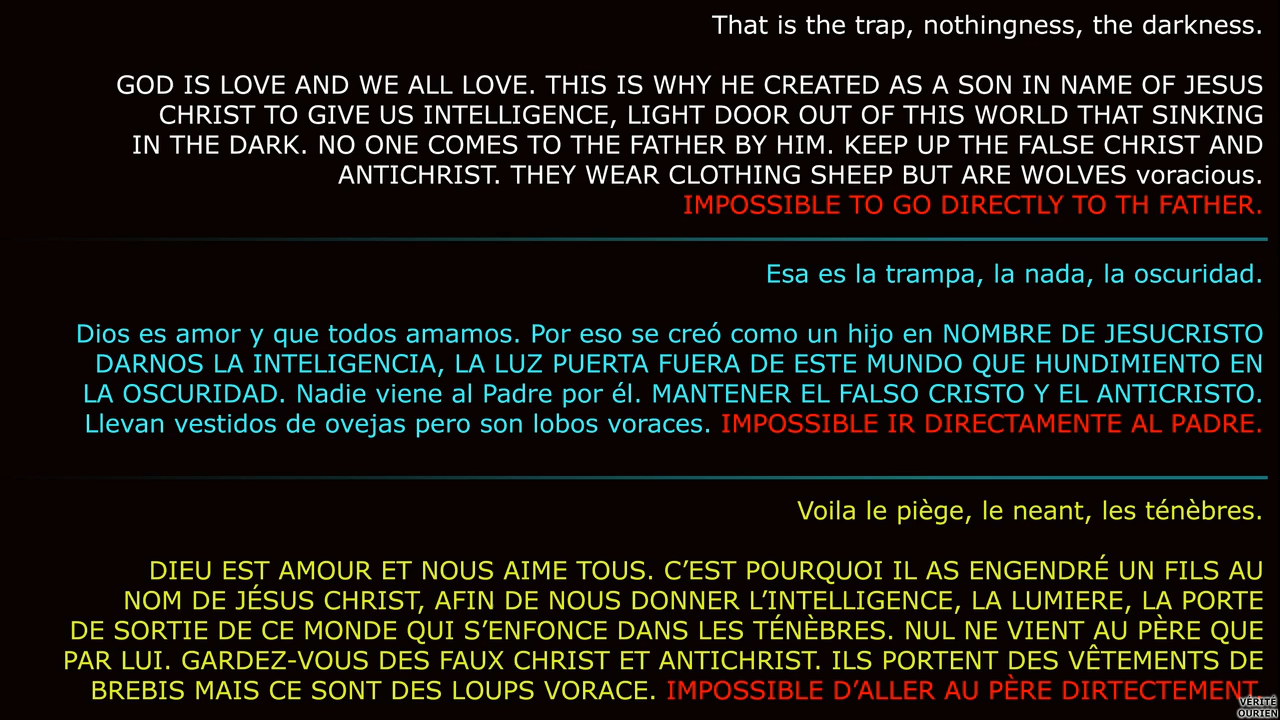 That is the trap, nothingness, the darkness.
GOD IS LOVE AND WE ALL LOVE. THIS IS WHY HE CREATED AS A SON IN NAME OF JESUS
CHRIST TO GIVE US INTELLIGENCE, LIGHT DOOR OUT OF THIS WORLD THAT SINKING
IN THE DARK. NO ONE COMES TO THE FATHER BY HIM. KEEP UP THE FALSE CHRIST AND
ANTICHRIST. THEY WEAR CLOTHING SHEEP BUT ARE WOLVES voracious.
IMPOSSIBLE TO GO DIRECTLY TO TH FATHER.
Esa es la trampa, la nada, la oscuridad.
Dios es amor y que todos amamos. Por eso se creó como un hijo en NOMBRE DE JESUCRISTO
DARNOS LA INTELIGENCIA, LA LUZ PUERTA FUERA DE ESTE MUNDO QUE HUNDIMIENTO EN
LA OSCURIDAD. Nadie viene al Padre por él. MANTENER EL FALSO CRISTO Y EL ANTICRISTO.
Llevan vestidos de ovejas pero son lobos voraces. IMPOSSIBLE IR DIRECTAMENTE AL PADRE.
Voila le piège, le neant, les ténèbres.
DIEU EST AMOUR ET NOUS AIME TOUS. C'EST POURQUOI IL AS ENGENDRÉ UN FILS AU
NOM DE JÉSUS CHRIST, AFIN DE NOUS DONNER L'INTELLIGENCE, LA LUMIERE, LA PORTE
DE SORTIE DE CE MONDE QUI S'ENFONCE DANS LES TÉNÈBRES. NUL NE VIENT AU PÈRE QUE
PAR LUI. GARDEZ-VOUS DES FAUX CHRIST ET ANTICHRIST. ILS PORTENT DES VÊTEMENTS DE
BREBIS MAIS CE SONT DES LOUPS VORACE. IMPOSSIBLE D'ALLER AU PÈRE DIRTECTEMENT.
VÉRITÉ
OURIEN